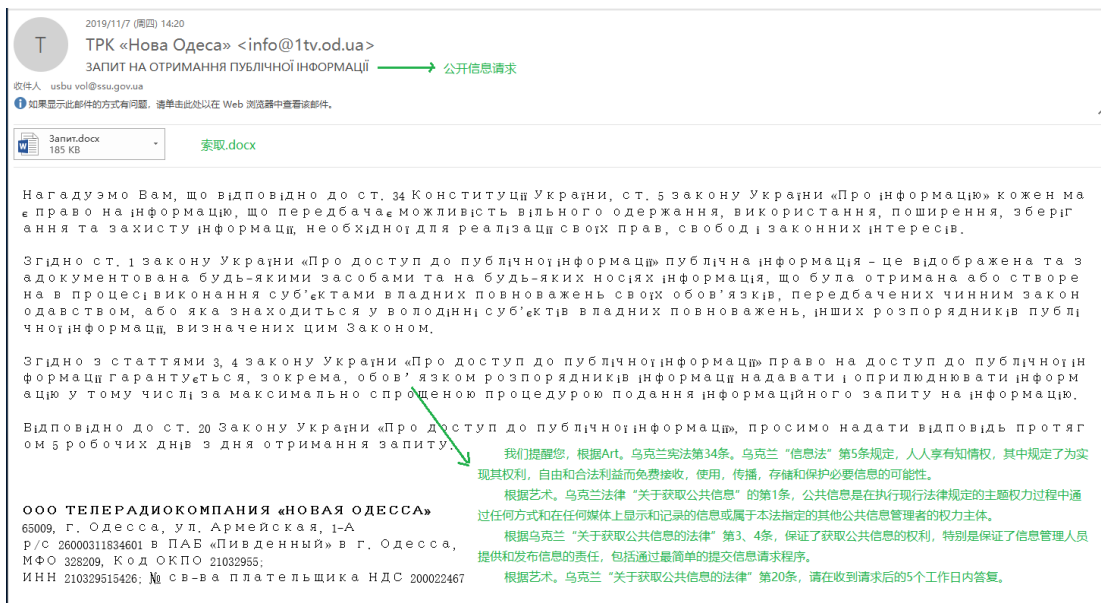 2019/11/7 (周四) 14:20
Т
ТРК «Нова Одеса» <info@1tv.od.ua>
ЗАПИТ НА ОТРИМАННЯ ПУБЛІЧНОЇ ІНФОРМАЦІЇ
公开信息请求
收件人 usbu vol@ssu.gov.ua
如果显示此邮件的方式有问题，请单击此处以在 Web 浏览器中查看该邮件。
Запит.docx
185 KB
索取.docx
Нагадуэмо Вам, що відповідно до ст. 34 Конституції України, ст. 5 закону України «Про інформацію» кожен ма
є право на інформацію, що передбачає можливість вільного одержання, використання, поширення, зберіг
ання та захисту інформації, необхідної для реалізації своїх прав, свобод і законних інтересів.
Згідно ст. 1 закону України «Про доступ до публічної інформації» публічна інформація – це відображена та з
адокументована будь-якими засобами та на будь-яких носіях інформація, що була отримана або створе
на в процесі виконання суб'єктами владних повноважень своїх обов'язків, передбачених чинним закон
одавством, або яка знаходиться у володінні суб'єктів владних повноважень, інших розпорядників публі
чної інформації, визначених цим Законом.
Згідно з статтями 3, 4 закону України «Про доступ до публічної інформації» право на доступ до публічної ін
формації гарантується, зокрема, обов' язком розпорядників інформації надавати і оприлюднювати інформ
ацію у тому числі за максимально спрощеною процедурою подання інформаційного запиту на інформацію.
Відповідно до ст. 20 Закону України «Про доступ до публічної інформації», просимо надати відповідь протяг
ом 5 робочих днів з дня отримання запиту.
我们提醒您，根据Art。乌克兰宪法第34条。乌克兰“信息法”第5条规定，人人享有知情权，其中规定了为实
现其权利，自由和合法利益而免费接收，使用，传播，存储和保护必要信息的可能性。
根据艺术。乌克兰法律“关于获取公共信息”的第1条，公共信息是在执行现行法律规定的主题权力过程中通
过任何方式和在任何媒体上显示和记录的信息或属于本法指定的其他公共信息管理者的权力主体。
根据乌克兰“关于获取公共信息的法律”第3、4条，保证了获取公共信息的权利，特别是保证了信息管理人员
提供和发布信息的责任，包括通过最简单的提交信息请求程序。
根据艺术。乌克兰“关于获取公共信息的法律”第20条，请在收到请求后的5个工作日内答复。
ООО ТЕЛЕРАДИОКОМПАНИЯ «НОВАЯ ОДЕССА»
65009, г. Одесса, ул. Армейская, 1-А
р/с 26000311834601 в ПАБ «Пивденный» в г. Одесса,
МФО 328209, Код ОКПО 21032955;
ИНН 210329515426; № св-ва плательщика НДС 200022467